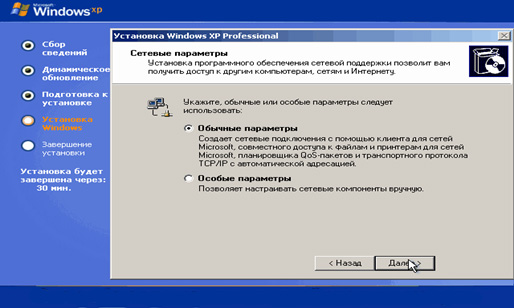 Microsoft
Windows xp
Сбор
сведений
Динамическое
обновление
Подготовка к
установке
Установка
Windows
Завершение
установки
Установка будет
завершена через:
30 мин.
Установка Windows XP Professional
Сетевые параметры
Установка программного обеспечения сетевой поддержки позволит вам
получить доступ к другим компьютерам, сетям и Интернету.
Укажите, обычные или особые параметры следует
использовать:
Обычные параметры
Создает сетевые подключения с помощью клиента для сетей
Microsoft, совместного доступа к файлам и принтерам для сетей
Microsoft, планировщика QoS-пакетов и транспортного протокола
TCP/IP с автоматической адресацией.
Особые параметры
Позволяет настраивать сетевые компоненты вручную.
< Назад
Далее >